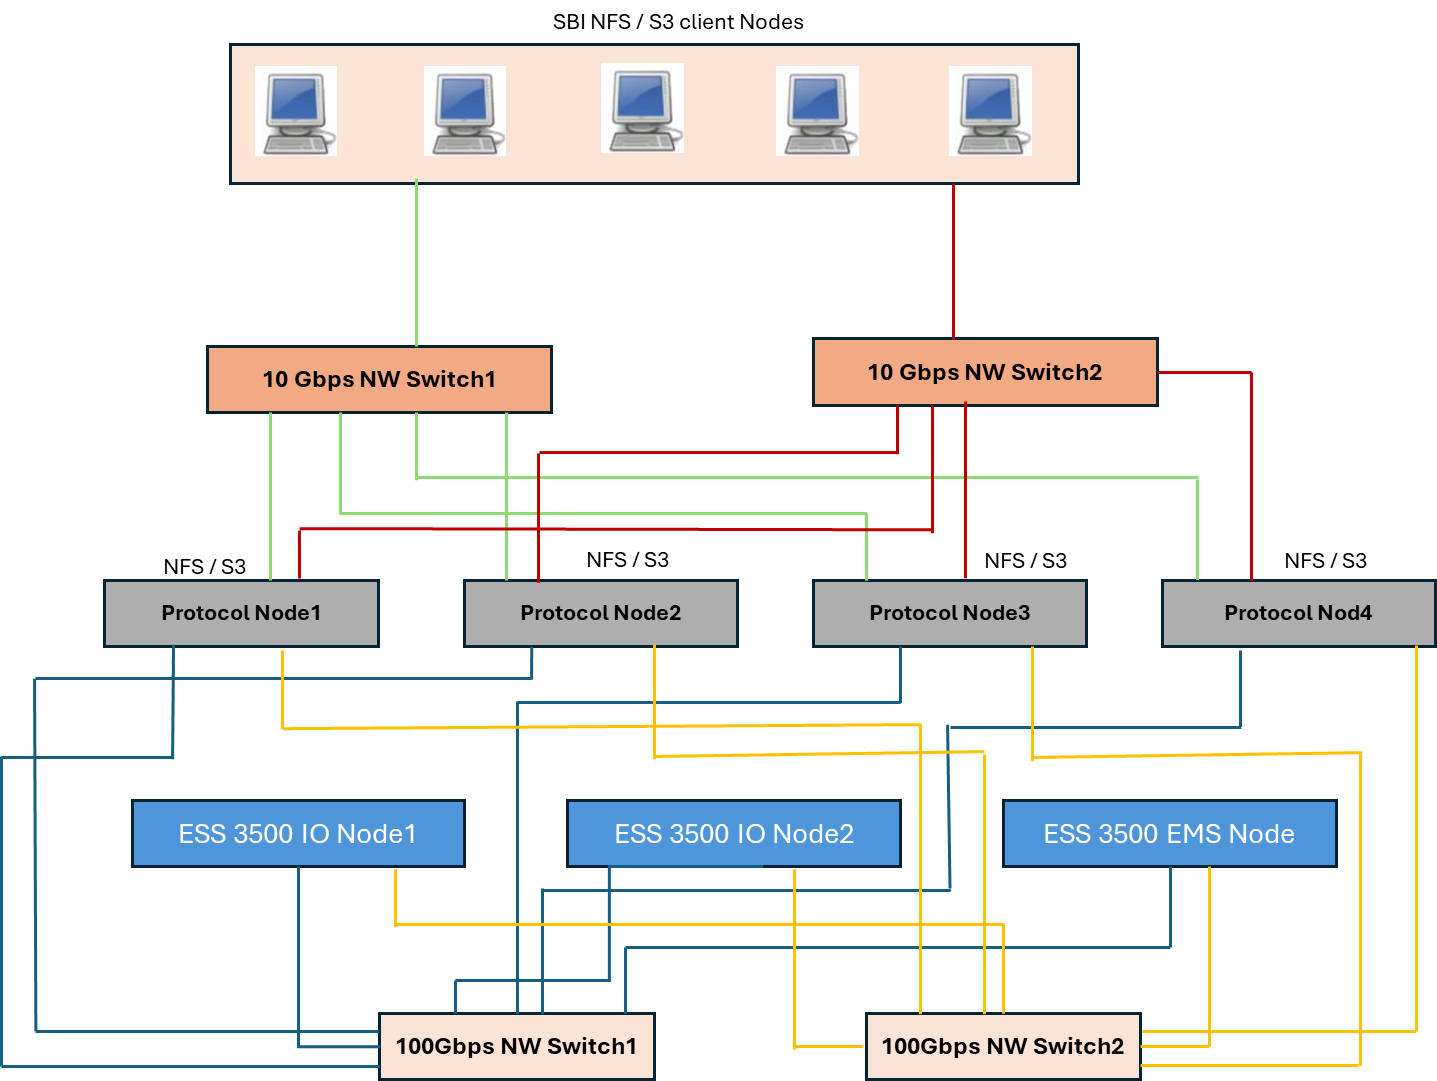 SBI NFS / S3 client Nodes
10 Gbps NW Switch1
10 Gbps NW Switch2
NFS / S3
NFS / S3
NFS / S3
NFS / S3
Protocol Node1
Protocol Node2
Protocol Node3
Protocol Nod4
ESS 3500 IO Node1
ESS 3500 IO Node2
ESS 3500 EMS Node
100Gbps NW Switch1
100Gbps NW Switch2